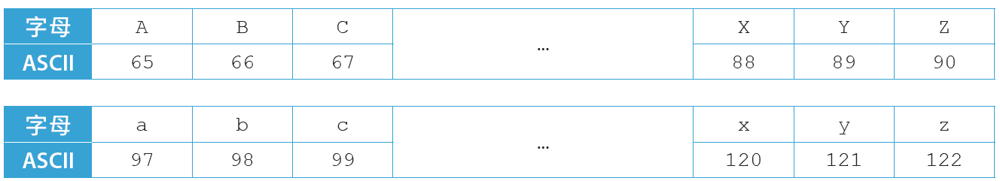 字母 A B C … X Y Z
ASCII 65 66 67 88 89 90
字母 a b c … x y z
ASCII 97 98 99 120 121 122